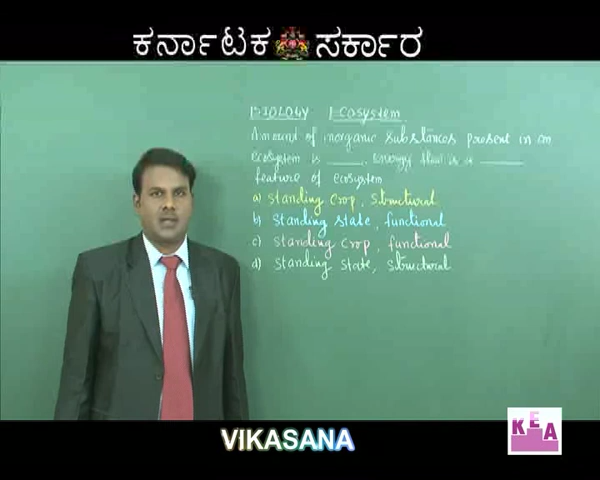 ಕರ್ನಾಟಕ ಸರ್ಕಾರ
BIOLOGY Ecosystem
Amount of inorganic substances present in an
ecosystem is ______. Energy flow is a ______
feature of ecosystem
a) Standing crop, Structural
b) Standing state, functional
c) Standing crop, functional
d) Standing state, Structural
KEA
VIKASANA